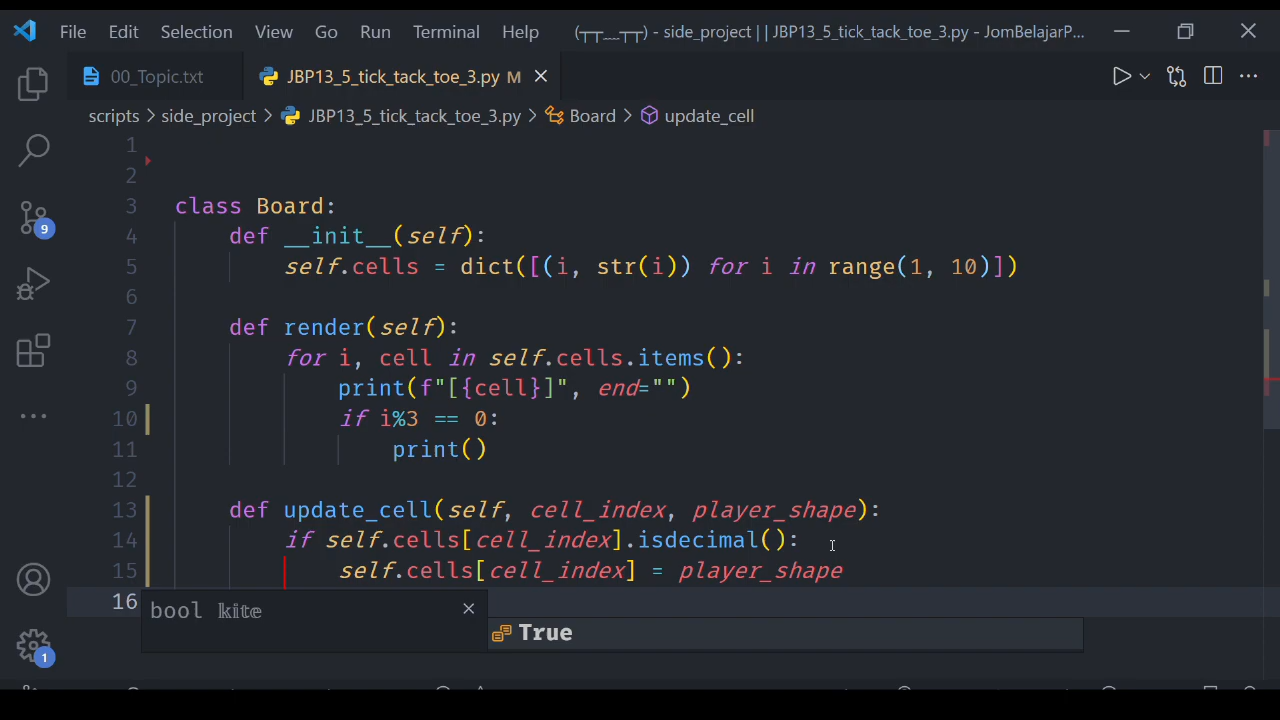 File Edit Selection View Go Run Terminal Help (┬┬﹏┬┬) - side_project | | JBP13_5_tick_tack_toe_3.py - JomBelajarP...
00_Topic.txt JBP13_5_tick_tack_toe_3.py M
scripts > side_project > JBP13_5_tick_tack_toe_3.py > Board > update_cell
1
2
3 class Board:
4 def __init__(self):
5 self.cells = dict([(i, str(i)) for i in range(1, 10)])
6
7 def render(self):
8 for i, cell in self.cells.items():
9 print(f"[{cell}]", end="")
10 if i%3 == 0:
11 print()
12
13 def update_cell(self, cell_index, player_shape):
14 if self.cells[cell_index].isdecimal():
15 self.cells[cell_index] = player_shape
16
bool kite
True
9
1